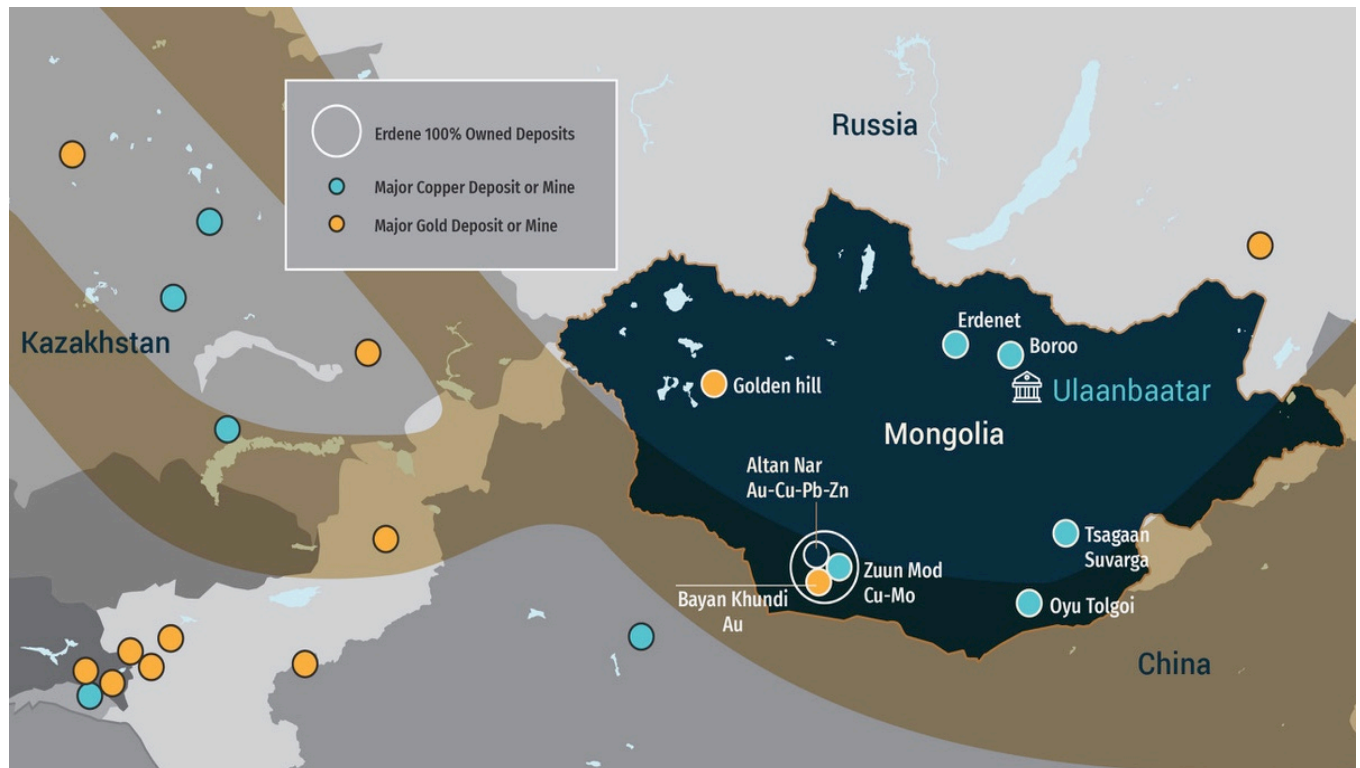 Russia
Erdene 100% Owned Deposits
Major Copper Deposit or Mine
Major Gold Deposit or Mine
Kazakhstan
Erdenet
Boroo
Golden hill
Ulaanbaatar
Mongolia
Altan Nar
Au-Cu-Pb-Zn
Tsagaan
Suvarga
Zuun Mod
Cu-Mo
Bayan Khundi
Au
Oyu Tolgoi
China